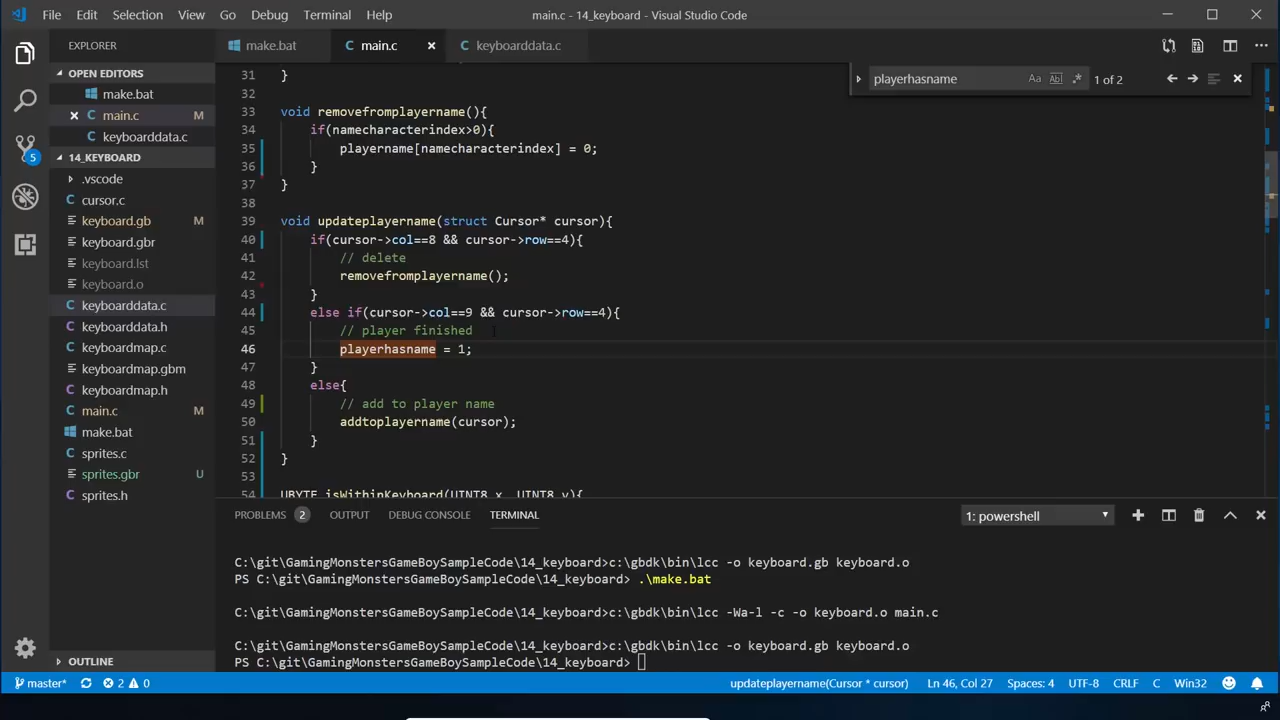 File Edit Selection View Go Debug Terminal Help main.c - 14_keyboard - Visual Studio Code
EXPLORER
OPEN EDITORS
make.bat
main.c M
keyboarddata.c
14_KEYBOARD
.vscode
cursor.c
keyboard.gb M
keyboard.gbr
keyboard.lst
keyboard.o
keyboarddata.c
keyboarddata.h
keyboardmap.c
keyboardmap.gbm
keyboardmap.h
main.c M
make.bat
sprites.c
sprites.gbr U
sprites.h
OUTLINE
5
make.bat main.c keyboarddata.c
playerhasname Aa Abl .* 1 of 2
31 }
32
33 void removefromplayername(){
34 if(namecharacterindex>0){
35 playername[namecharacterindex] = 0;
36 }
37 }
38
39 void updateplayername(struct Cursor* cursor){
40 if(cursor->col==8 && cursor->row==4){
41 // delete
42 removefromplayername();
43 }
44 else if(cursor->col==9 && cursor->row==4){
45 // player finished
46 playerhasname = 1;
47 }
48 else{
49 // add to player name
50 addtoplayername(cursor);
51 }
52 }
53
54 UBYTE isWithinKeyboard(UINT8 x, UINT8 y){
PROBLEMS 2 OUTPUT DEBUG CONSOLE TERMINAL 1: powershell
C:\git\GamingMonstersGameBoySampleCode\14_keyboard>c:\gbdk\bin\lcc -o keyboard.gb keyboard.o
PS C:\git\GamingMonstersGameBoySampleCode\14_keyboard> .\make.bat
C:\git\GamingMonstersGameBoySampleCode\14_keyboard>c:\gbdk\bin\lcc -Wa-l -c -o keyboard.o main.c
C:\git\GamingMonstersGameBoySampleCode\14_keyboard>c:\gbdk\bin\lcc -o keyboard.gb keyboard.o
PS C:\git\GamingMonstersGameBoySampleCode\14_keyboard>
master* 2 0 updateplayername(Cursor * cursor) Ln 46, Col 27 Spaces: 4 UTF-8 CRLF C Win32